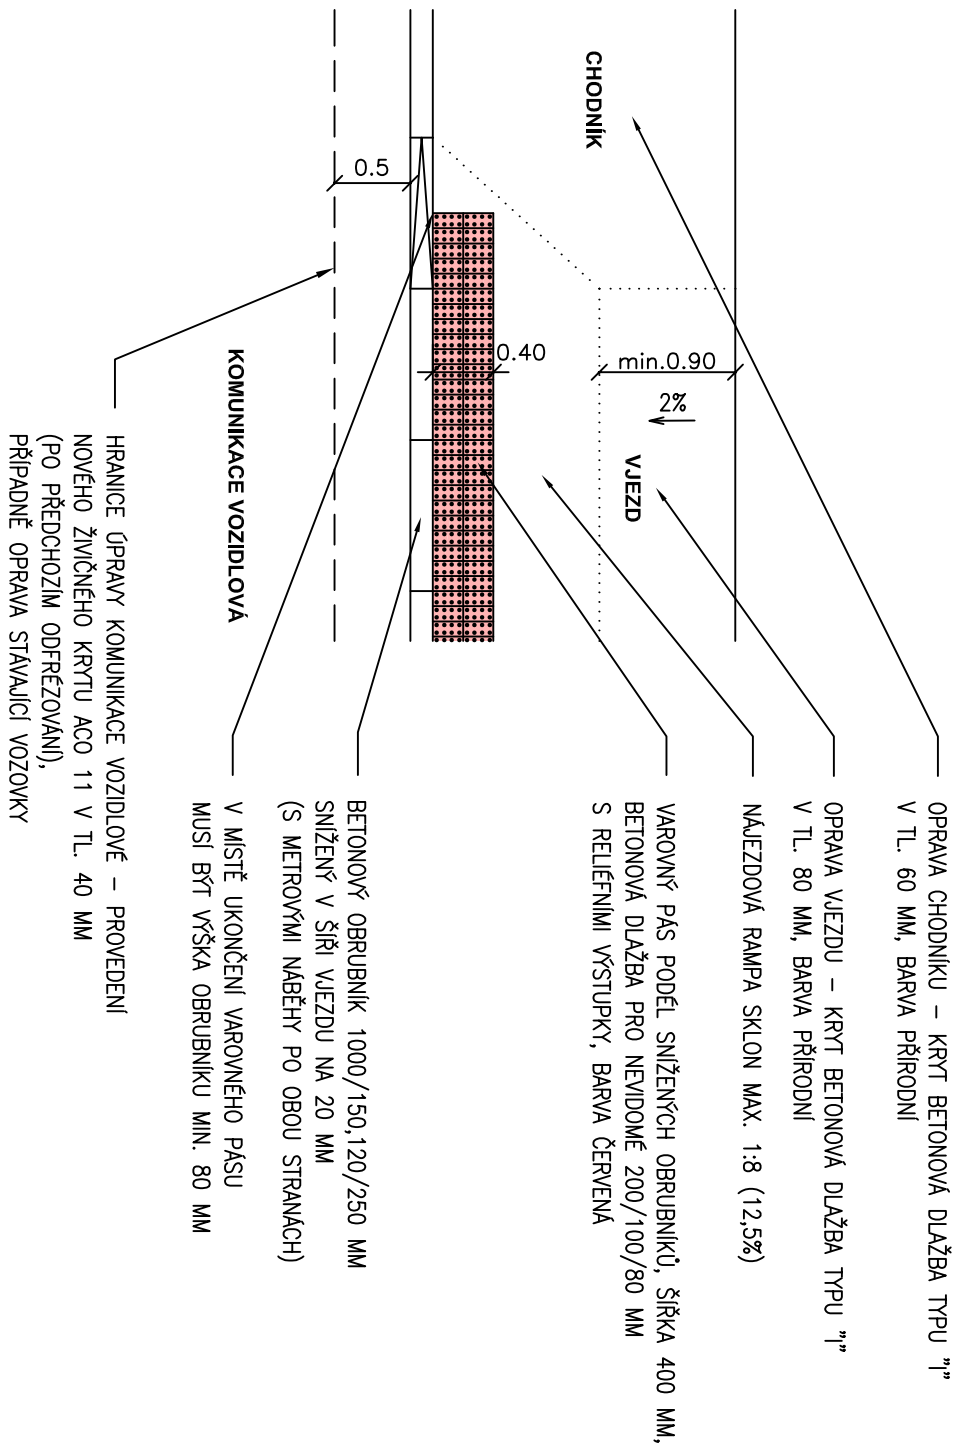 CHODNÍK
0.5
0.40
min.0.90
2%
VJEZD
KOMUNIKACE VOZIDLOVÁ
OPRAVA CHODNÍKU – KRYT BETONOVÁ DLAŽBA TYPU "I"
V TL. 60 MM, BARVA PŘÍRODNÍ
OPRAVA VJEZDU – KRYT BETONOVÁ DLAŽBA TYPU "I"
V TL. 80 MM, BARVA PŘÍRODNÍ
NÁJEZDOVÁ RAMPA SKLON MAX. 1:8 (12,5%)
VAROVNÝ PÁS PODÉL SNÍŽENÝCH OBRUBNÍKŮ, ŠÍŘKA 400 MM,
BETONOVÁ DLAŽBA PRO NEVIDOMÉ 200/100/80 MM
S RELIÉFNÍMI VÝSTUPKY, BARVA ČERVENÁ
BETONOVÝ OBRUBNÍK 1000/150,120/250 MM
SNÍŽENÝ V ŠÍŘI VJEZDU NA 20 MM
(S METROVÝMI NÁBĚHY PO OBOU STRANÁCH)
V MÍSTĚ UKONČENÍ VAROVNÉHO PÁSU
MUSÍ BÝT VÝŠKA OBRUBNÍKU MIN. 80 MM
HRANICE ÚPRAVY KOMUNIKACE VOZIDLOVÉ – PROVEDENÍ
NOVÉHO ŽIVIČNÉHO KRYTU ACO 11 V TL. 40 MM
(PO PŘEDCHOZÍM ODFRÉZOVÁNÍ),
PŘÍPADNĚ OPRAVA STÁVAJÍCÍ VOZOVKY